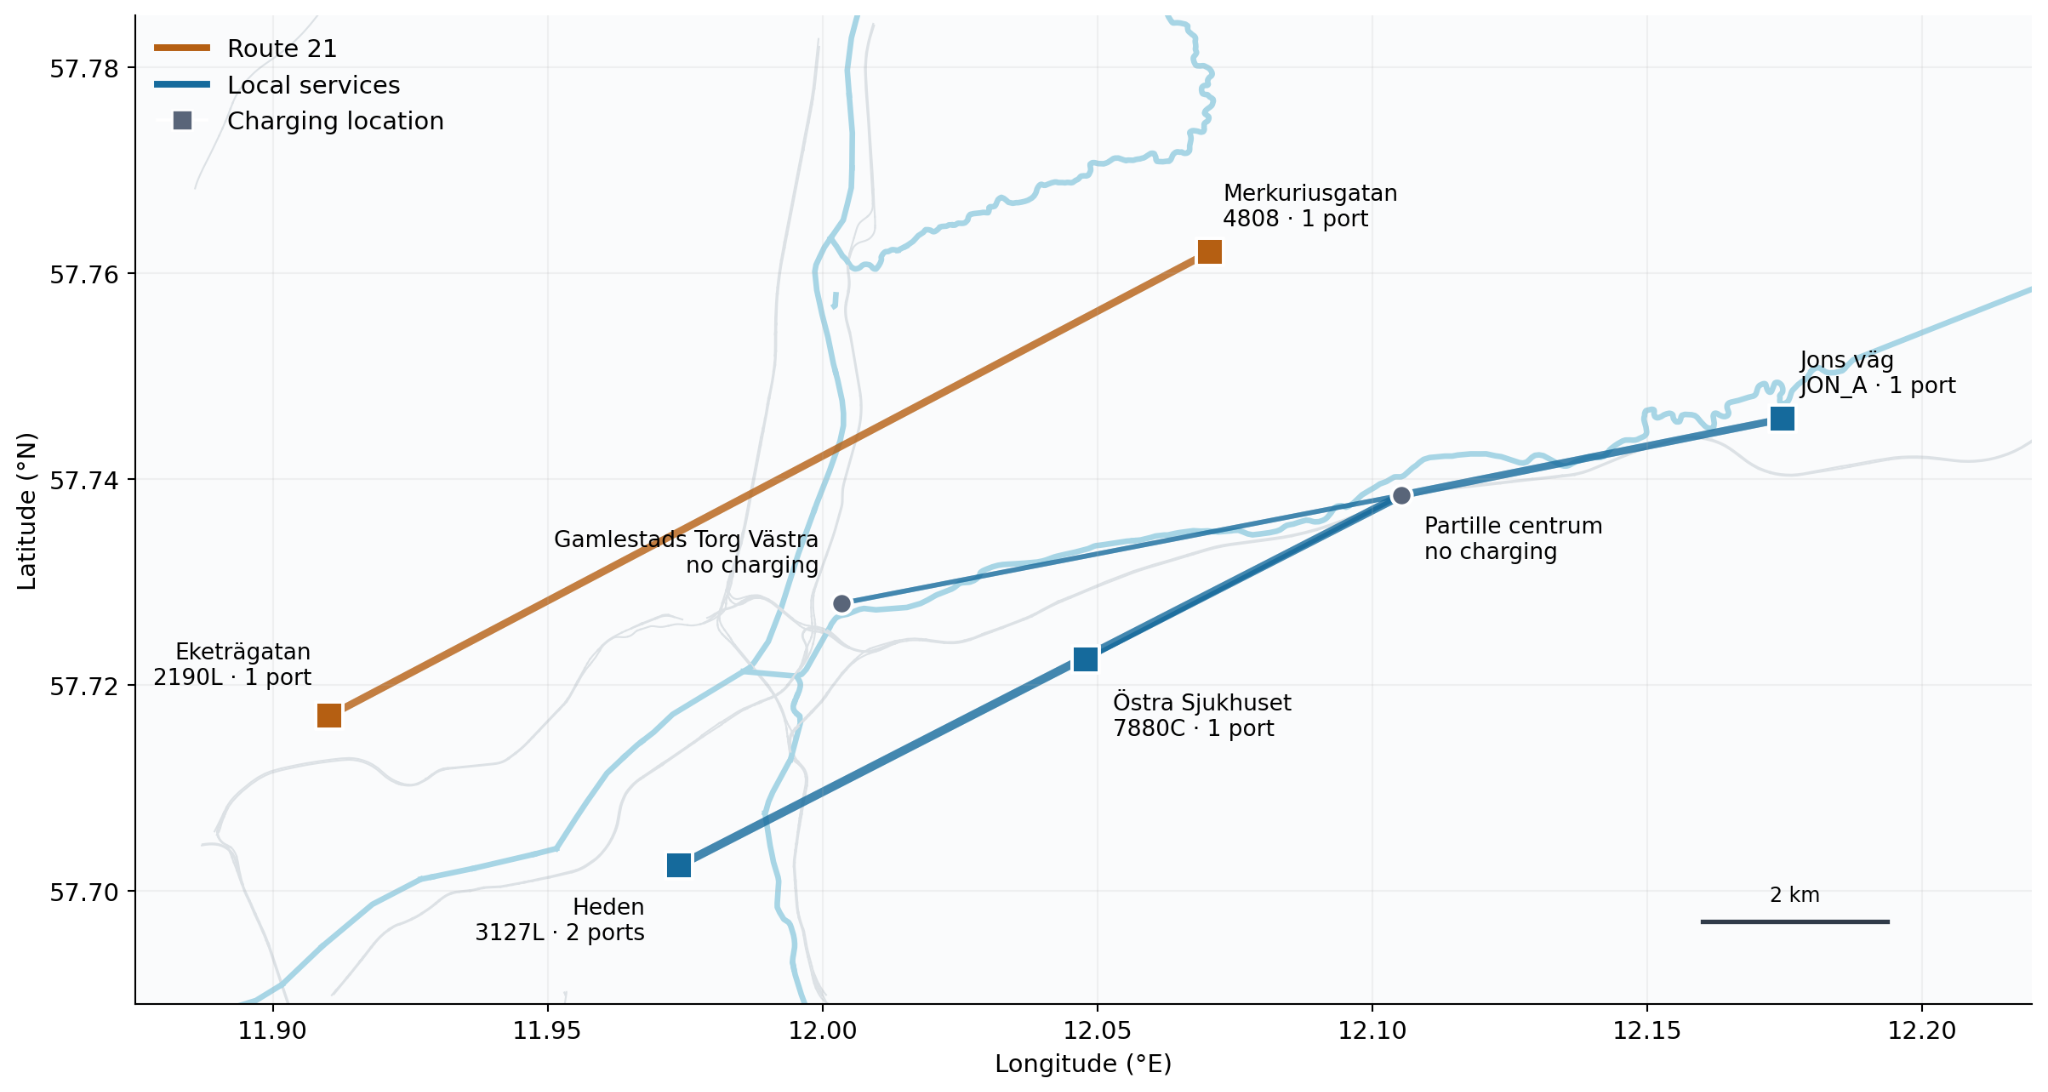 Route 21
Local services
Charging location
57.78
57.76
57.74
57.72
57.70
Latitude (°N)
Merkuriusgatan
4808 · 1 port
Jons väg
JON_A · 1 port
Gamlestads Torg Västra
no charging
Partille centrum
no charging
Eketrägatan
2190L · 1 port
Östra Sjukhuset
7880C · 1 port
Heden
3127L · 2 ports
2 km
11.90
11.95
12.00
12.05
12.10
12.15
12.20
Longitude (°E)